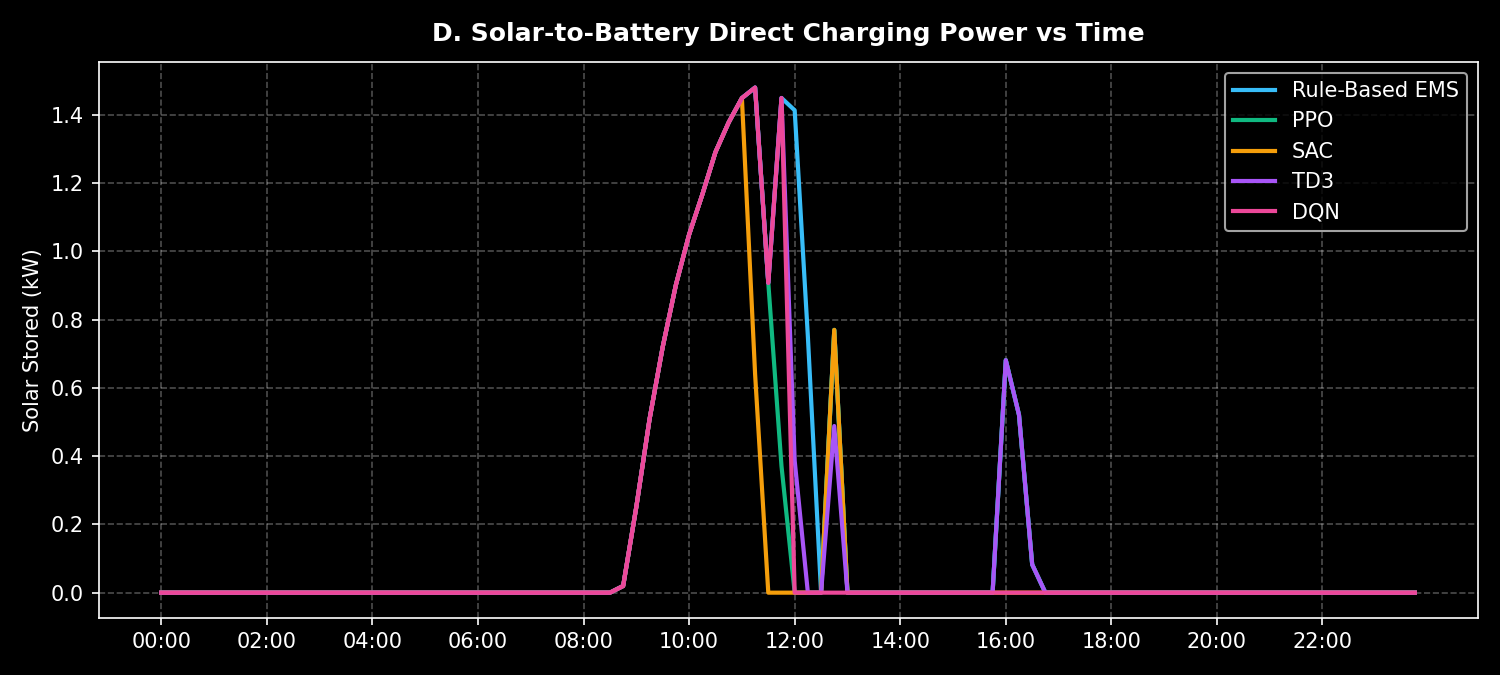 D. Solar-to-Battery Direct Charging Power vs Time
Solar Stored (kW)
1.4
1.2
1.0
0.8
0.6
0.4
0.2
0.0
00:00 02:00 04:00 06:00 08:00 10:00 12:00 14:00 16:00 18:00 20:00 22:00
Rule-Based EMS
PPO
SAC
TD3
DQN